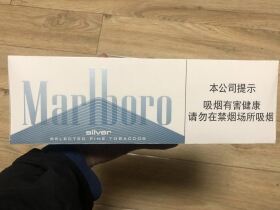 Marlboro
silver
SELECTED FINE TOBACCOS
本公司提示
吸烟有害健康
请勿在禁烟场所吸烟